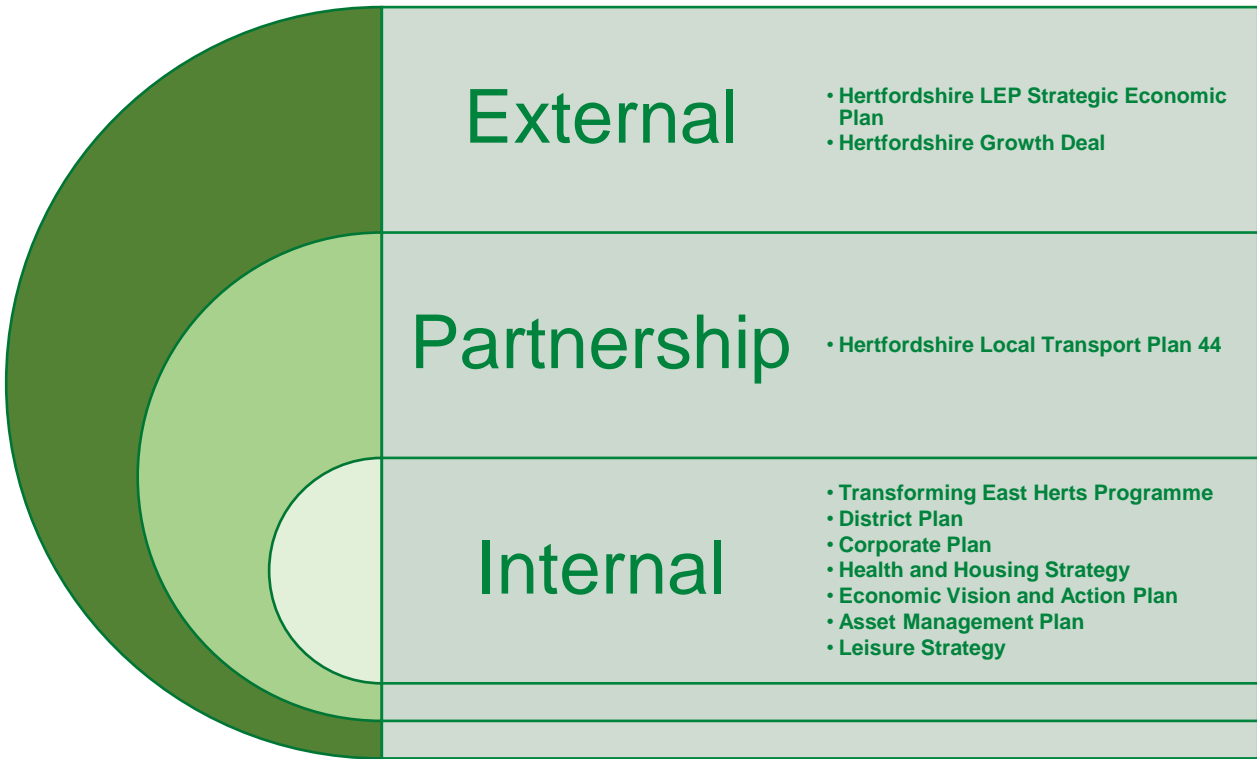 External
• Hertfordshire LEP Strategic Economic
Plan
• Hertfordshire Growth Deal
Partnership
• Hertfordshire Local Transport Plan 44
Internal
• Transforming East Herts Programme
• District Plan
• Corporate Plan
• Health and Housing Strategy
• Economic Vision and Action Plan
• Asset Management Plan
• Leisure Strategy